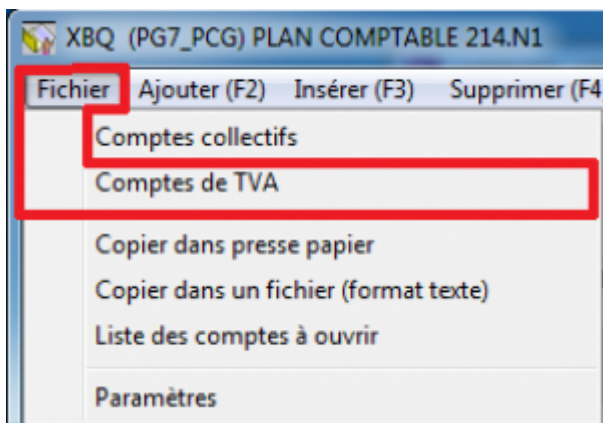 XBQ (PG7_PCG) PLAN COMPTABLE 214.N1
Fichier Ajouter (F2) Insérer (F3) Supprimer (F4
Comptes collectifs
Comptes de TVA
Copier dans presse papier
Copier dans un fichier (format texte)
Liste des comptes à ouvrir
Paramètres